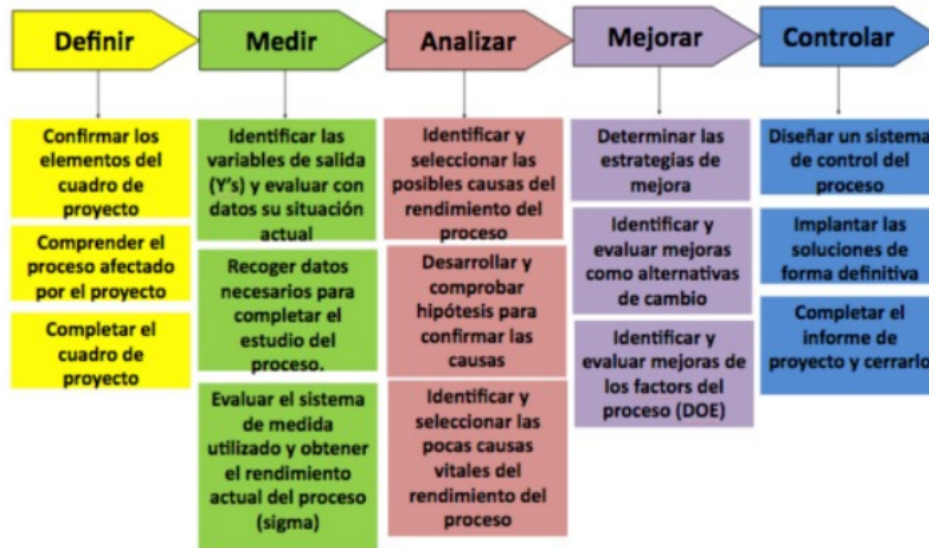 Definir
Medir
Analizar
Mejorar
Controlar
Confirmar los
elementos del
cuadro de
proyecto
Comprender el
proceso afectado
por el proyecto
Completar el
cuadro de
proyecto
Identificar las
variables de salida
(Y's) y evaluar con
datos su situación
actual
Recoger datos
necesarios para
completar el
estudio del
proceso.
Evaluar el sistema
de medida
utilizado y obtener
el rendimiento
actual del proceso
(sigma)
Identificar y
seleccionar las
posibles causas del
rendimiento del
proceso
Desarrollar y
comprobar
hipótesis para
confirmar las
causas
Identificar y
seleccionar las
pocas causas
vitales del
rendimiento del
proceso
Determinar las
estrategias de
mejora
Identificar y
evaluar mejoras
como alternativas
de cambio
Identificar y
evaluar mejoras de
los factors del
proceso (DOE)
Diseñar un sistema
de control del
proceso
Implantar las
soluciones de
forma definitiva
Completar el
informe de
proyecto y cerrarlo